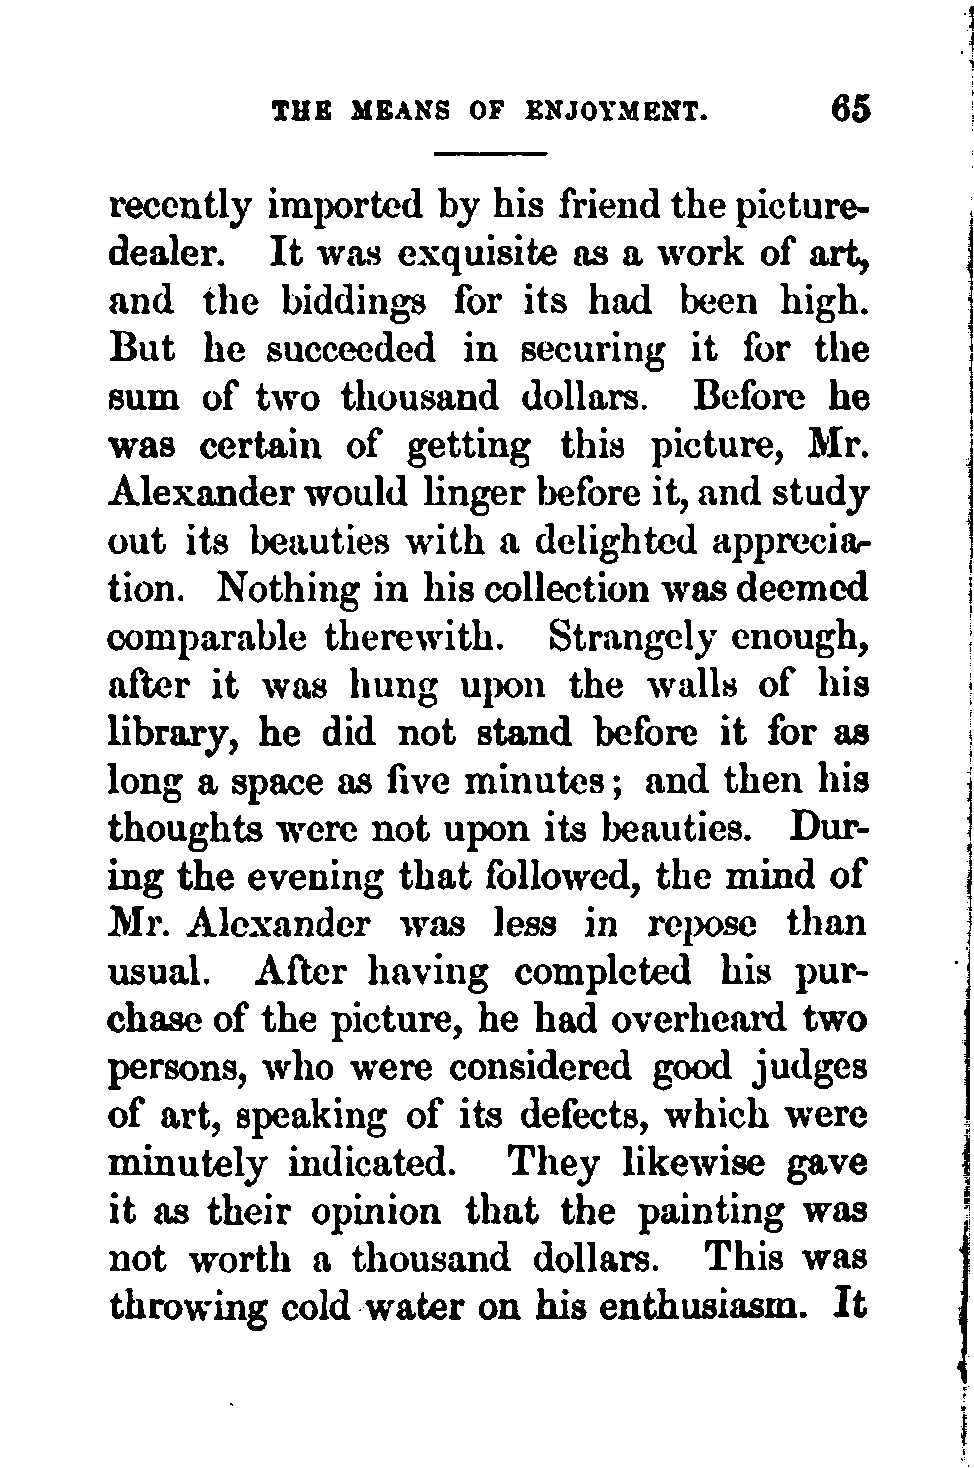 THE MEANS OF ENJOYMENT. 65
recently imported by his friend the picture-
dealer. It was exquisite as a work of art,
and the biddings for its had been high.
But he succeeded in securing it for the
sum of two thousand dollars. Before he
was certain of getting this picture, Mr.
Alexander would linger before it, and study
out its beauties with a delighted apprecia-
tion. Nothing in his collection was deemed
comparable therewith. Strangely enough,
after it was hung upon the walls of his
library, he did not stand before it for as
long a space as five minutes; and then his
thoughts were not upon its beauties. Dur-
ing the evening that followed, the mind of
Mr. Alexander was less in repose than
usual. After having completed his pur-
chase of the picture, he had overheard two
persons, who were considered good judges
of art, speaking of its defects, which were
minutely indicated. They likewise gave
it as their opinion that the painting was
not worth a thousand dollars. This was
throwing cold water on his enthusiasm. It